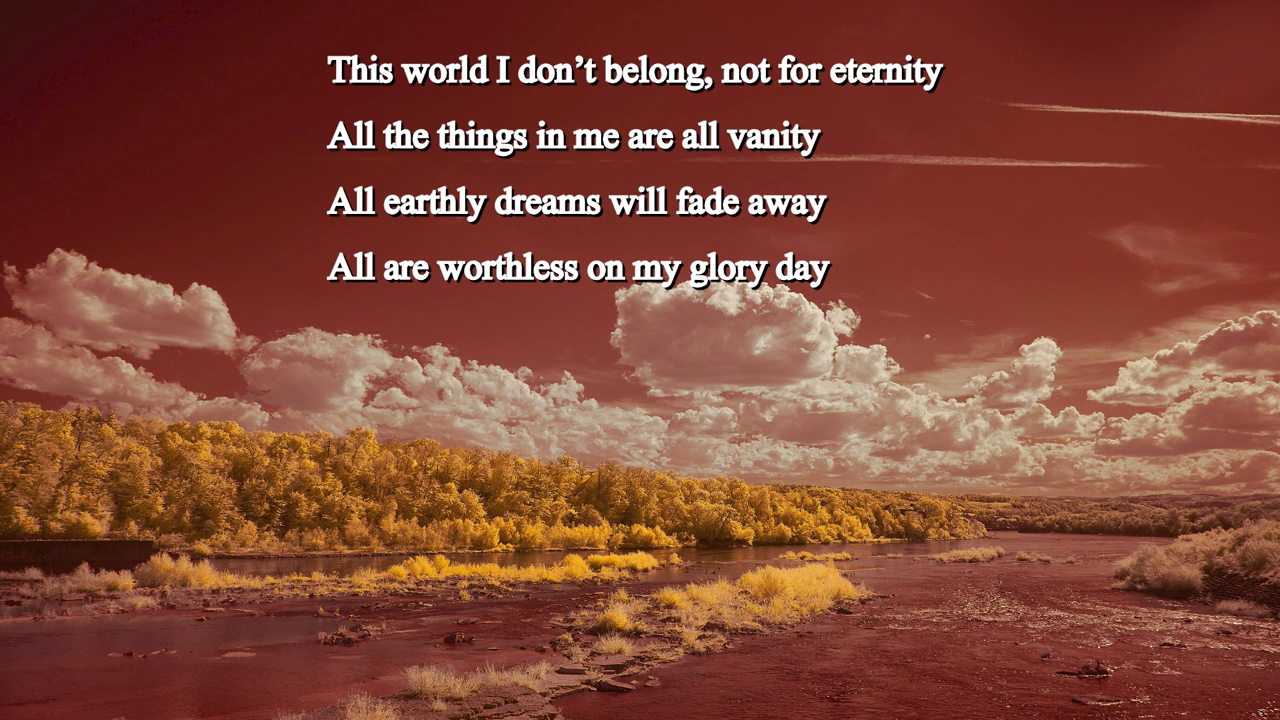 This world I don’t belong, not for eternity
All the things in me are all vanity
All earthly dreams will fade away
All are worthless on my glory day